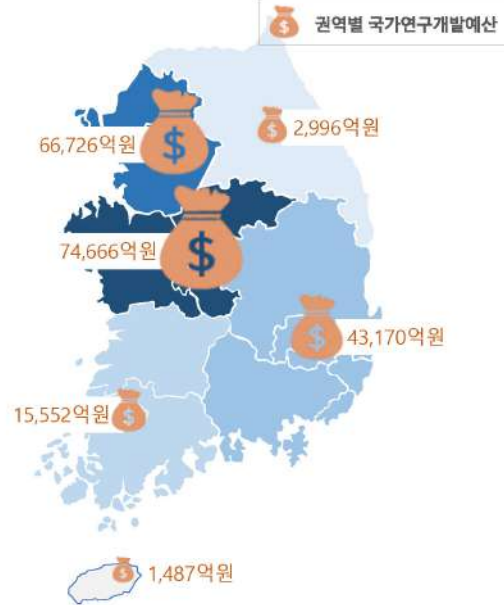 권역별 국가연구개발예산
2,996억원
66,726억원
74,666억원
43,170억원
15,552억원
1,487억원